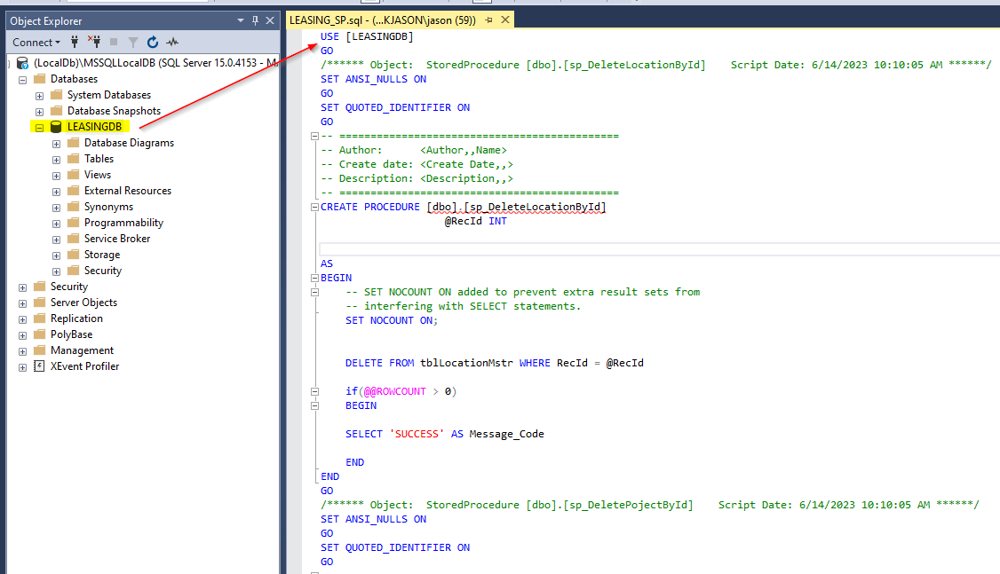 Object Explorer
Connect
(LocalDb)\MSSQLLocalDB (SQL Server 15.0.4153 - M
Databases
System Databases
Database Snapshots
LEASINGDB
Database Diagrams
Tables
Views
External Resources
Synonyms
Programmability
Service Broker
Storage
Security
Security
Server Objects
Replication
PolyBase
Management
XEvent Profiler
LEASING_SP.sql - (...KJASON\jason (59))
USE [LEASINGDB]
GO
/****** Object:  StoredProcedure [dbo].[sp_DeleteLocationById]    Script Date: 6/14/2023 10:10:05 AM ******/
SET ANSI_NULLS ON
GO
SET QUOTED_IDENTIFIER ON
GO
-- =============================================
-- Author:      <Author,,Name>
-- Create date: <Create Date,,>
-- Description: <Description,,>
-- =============================================
CREATE PROCEDURE [dbo].[sp_DeleteLocationById]
@RecId INT
AS
BEGIN
-- SET NOCOUNT ON added to prevent extra result sets from
-- interfering with SELECT statements.
SET NOCOUNT ON;
DELETE FROM tblLocationMstr WHERE RecId = @RecId
if(@@ROWCOUNT > 0)
BEGIN
SELECT 'SUCCESS' AS Message_Code
END
END
GO
/****** Object:  StoredProcedure [dbo].[sp_DeletePojectById]    Script Date: 6/14/2023 10:10:05 AM ******/
SET ANSI_NULLS ON
GO
SET QUOTED_IDENTIFIER ON
GO